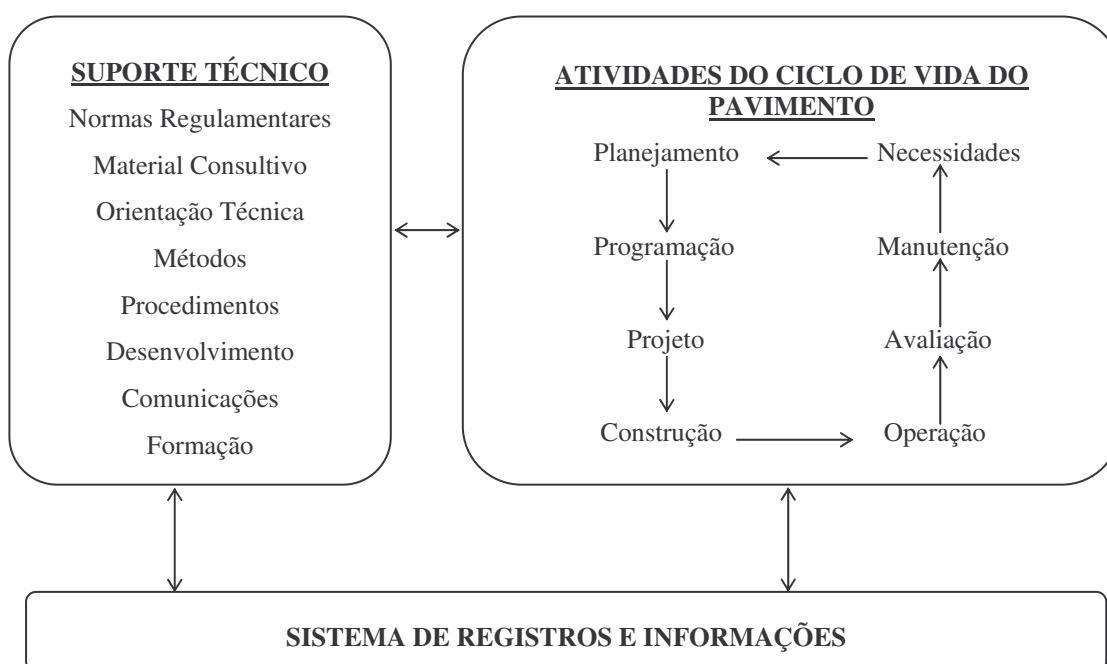 SUPORTE TÉCNICO
Normas Regulamentares
Material Consultivo
Orientação Técnica
Métodos
Procedimentos
Desenvolvimento
Comunicações
Formação
ATIVIDADES DO CICLO DE VIDA DO
PAVIMENTO
Planejamento
Necessidades
Programação
Manutenção
Projeto
Avaliação
Construção
Operação
SISTEMA DE REGISTROS E INFORMAÇÕES